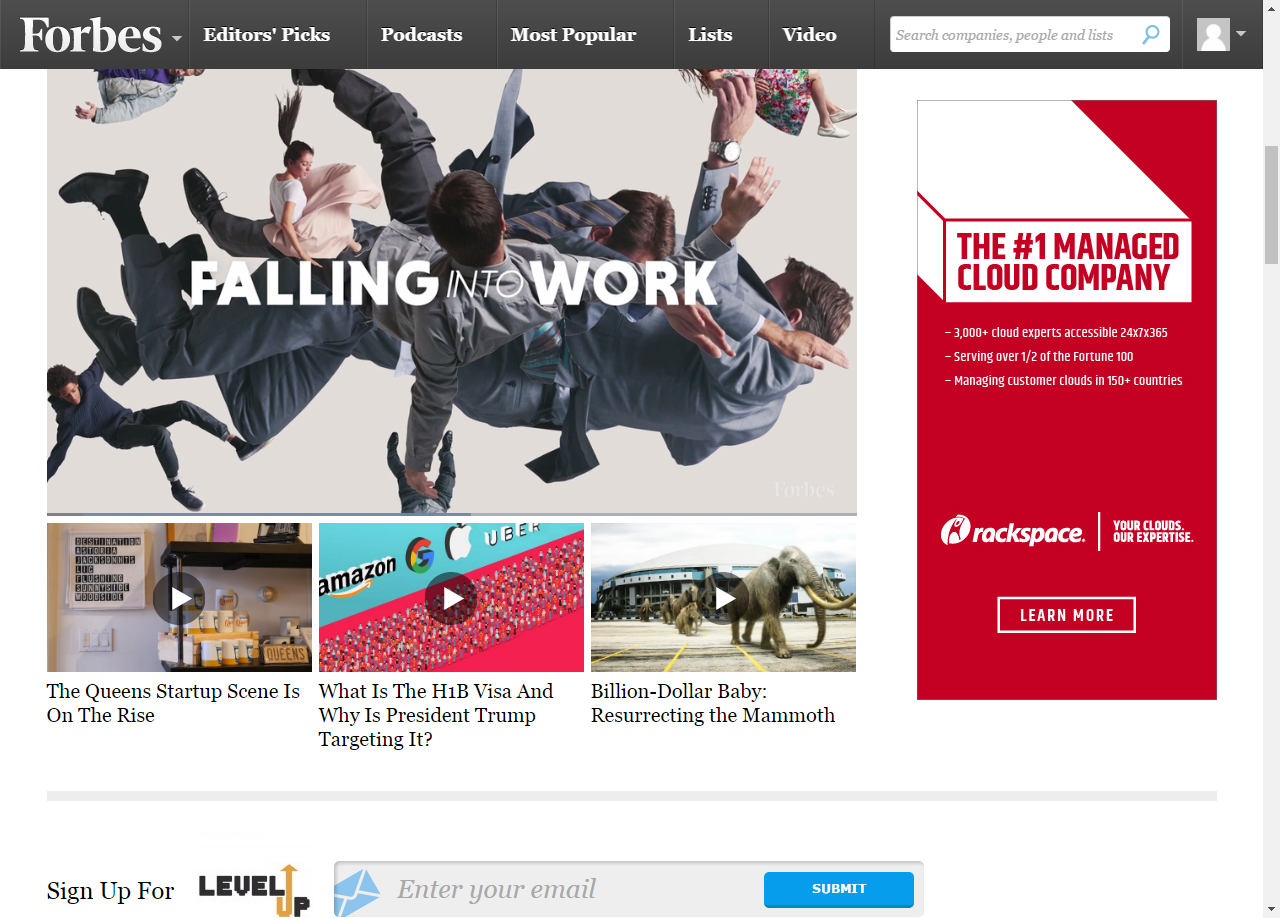 Forbes
Editors' Picks
Podcasts
Most Popular
Lists
Video
Search companies, people and lists
FALLING INTO WORK
Forbes
THE #1 MANAGED
CLOUD COMPANY
– 3,000+ cloud experts accessible 24x7x365
– Serving over 1/2 of the Fortune 100
– Managing customer clouds in 150+ countries
rackspace.
YOUR CLOUDS.
OUR EXPERTISE.
LEARN MORE
DESTINATION
ASTORIA
JACKSON HTS
LIC
FLUSHING
SUNNYSIDE
WOODSIDE
QUEENS
amazon
G
UBER
The Queens Startup Scene Is
On The Rise
What Is The H1B Visa And
Why Is President Trump
Targeting It?
Billion-Dollar Baby:
Resurrecting the Mammoth
Sign Up For
LEVEL UP
Enter your email
SUBMIT